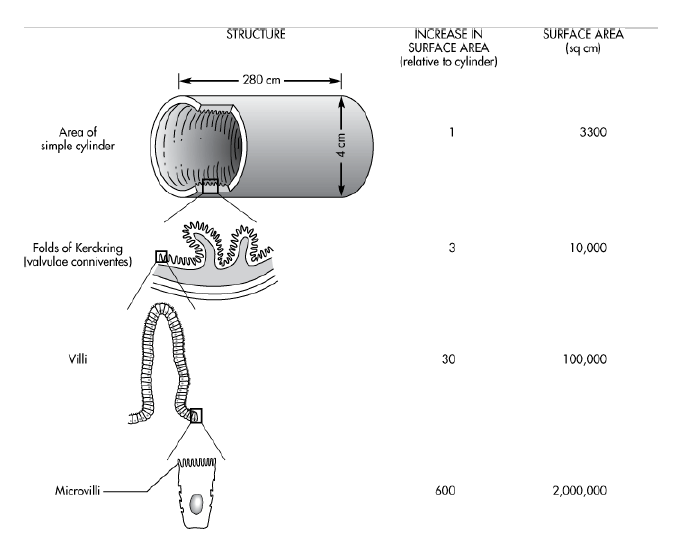 STRUCTURE
INCREASE IN
SURFACE AREA
(relative to cylinder)
SURFACE AREA
(sq cm)
280 cm
4 cm
Area of
simple cylinder
1
3300
Folds of Kerckring
(valvulae conniventes)
3
10,000
Villi
30
100,000
Microvilli
600
2,000,000